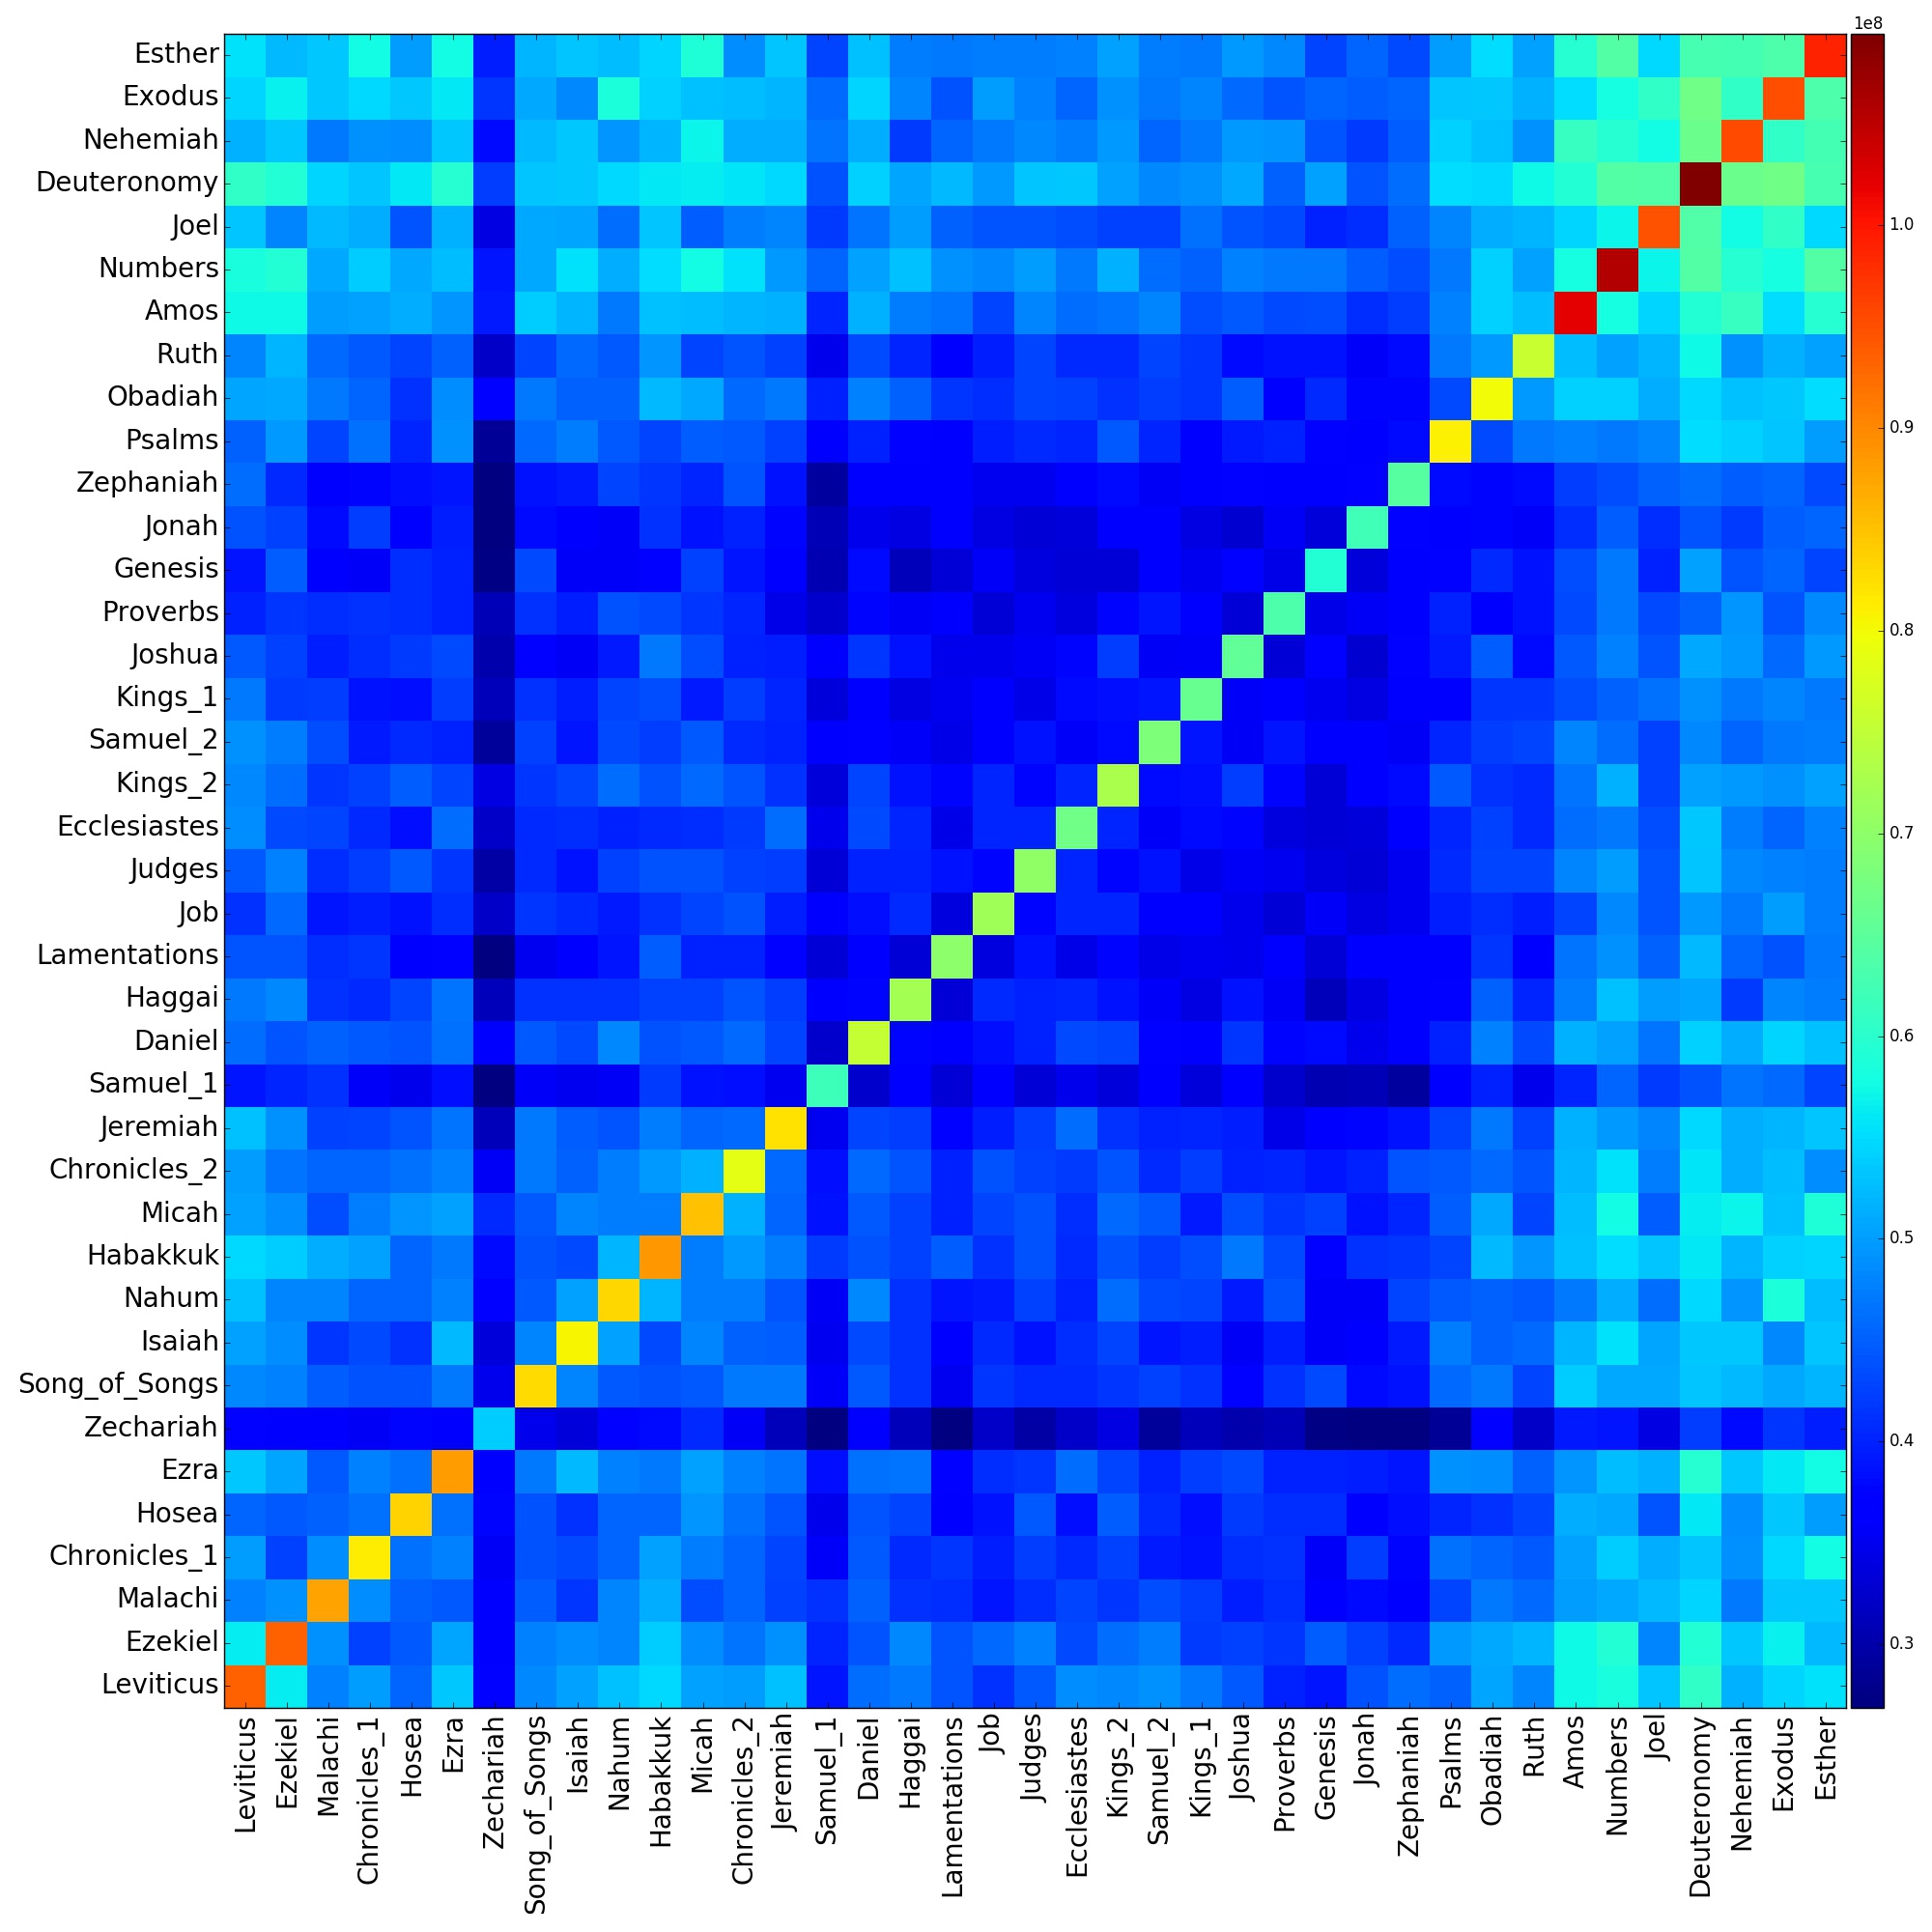 1e8
Esther
Exodus
Nehemiah
Deuteronomy
Joel
Numbers
Amos
Ruth
Obadiah
Psalms
Zephaniah
Jonah
Genesis
Proverbs
Joshua
Kings_1
Samuel_2
Kings_2
Ecclesiastes
Judges
Job
Lamentations
Haggai
Daniel
Samuel_1
Jeremiah
Chronicles_2
Micah
Habakkuk
Nahum
Isaiah
Song_of_Songs
Zechariah
Ezra
Hosea
Chronicles_1
Malachi
Ezekiel
Leviticus
1.0
0.9
0.8
0.7
0.6
0.5
0.4
0.3
Leviticus
Ezekiel
Malachi
Chronicles_1
Hosea
Ezra
Zechariah
Song_of_Songs
Isaiah
Nahum
Habakkuk
Micah
Chronicles_2
Jeremiah
Samuel_1
Daniel
Haggai
Lamentations
Job
Judges
Ecclesiastes
Kings_2
Samuel_2
Kings_1
Joshua
Proverbs
Genesis
Jonah
Zephaniah
Psalms
Obadiah
Ruth
Amos
Numbers
Joel
Deuteronomy
Nehemiah
Exodus
Esther